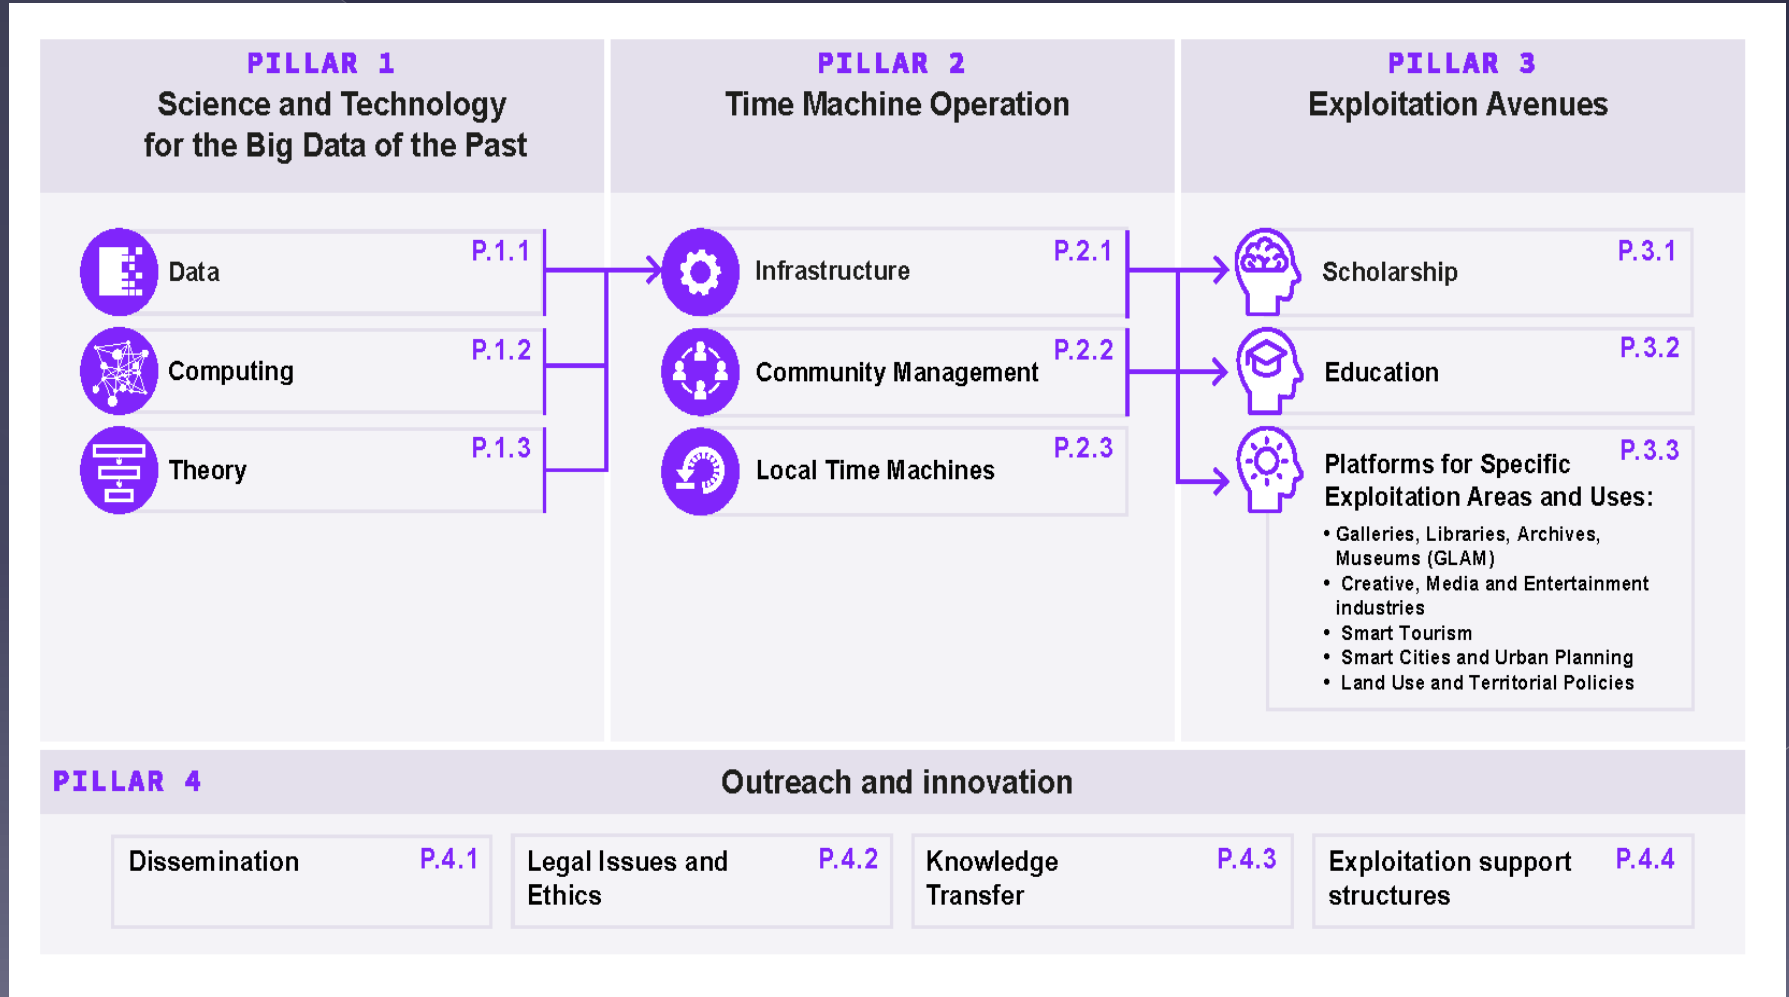 PILLAR 1
Science and Technology
for the Big Data of the Past
Data
P.1.1
Computing
P.1.2
Theory
P.1.3
PILLAR 2
Time Machine Operation
Infrastructure
P.2.1
Community Management
P.2.2
Local Time Machines
P.2.3
PILLAR 3
Exploitation Avenues
Scholarship
P.3.1
Education
P.3.2
Platforms for Specific
Exploitation Areas and Uses:
P.3.3
• Galleries, Libraries, Archives,
Museums (GLAM)
• Creative, Media and Entertainment
industries
• Smart Tourism
• Smart Cities and Urban Planning
• Land Use and Territorial Policies
PILLAR 4
Outreach and innovation
Dissemination
P.4.1
Legal Issues and
Ethics
P.4.2
Knowledge
Transfer
P.4.3
Exploitation support
structures
P.4.4